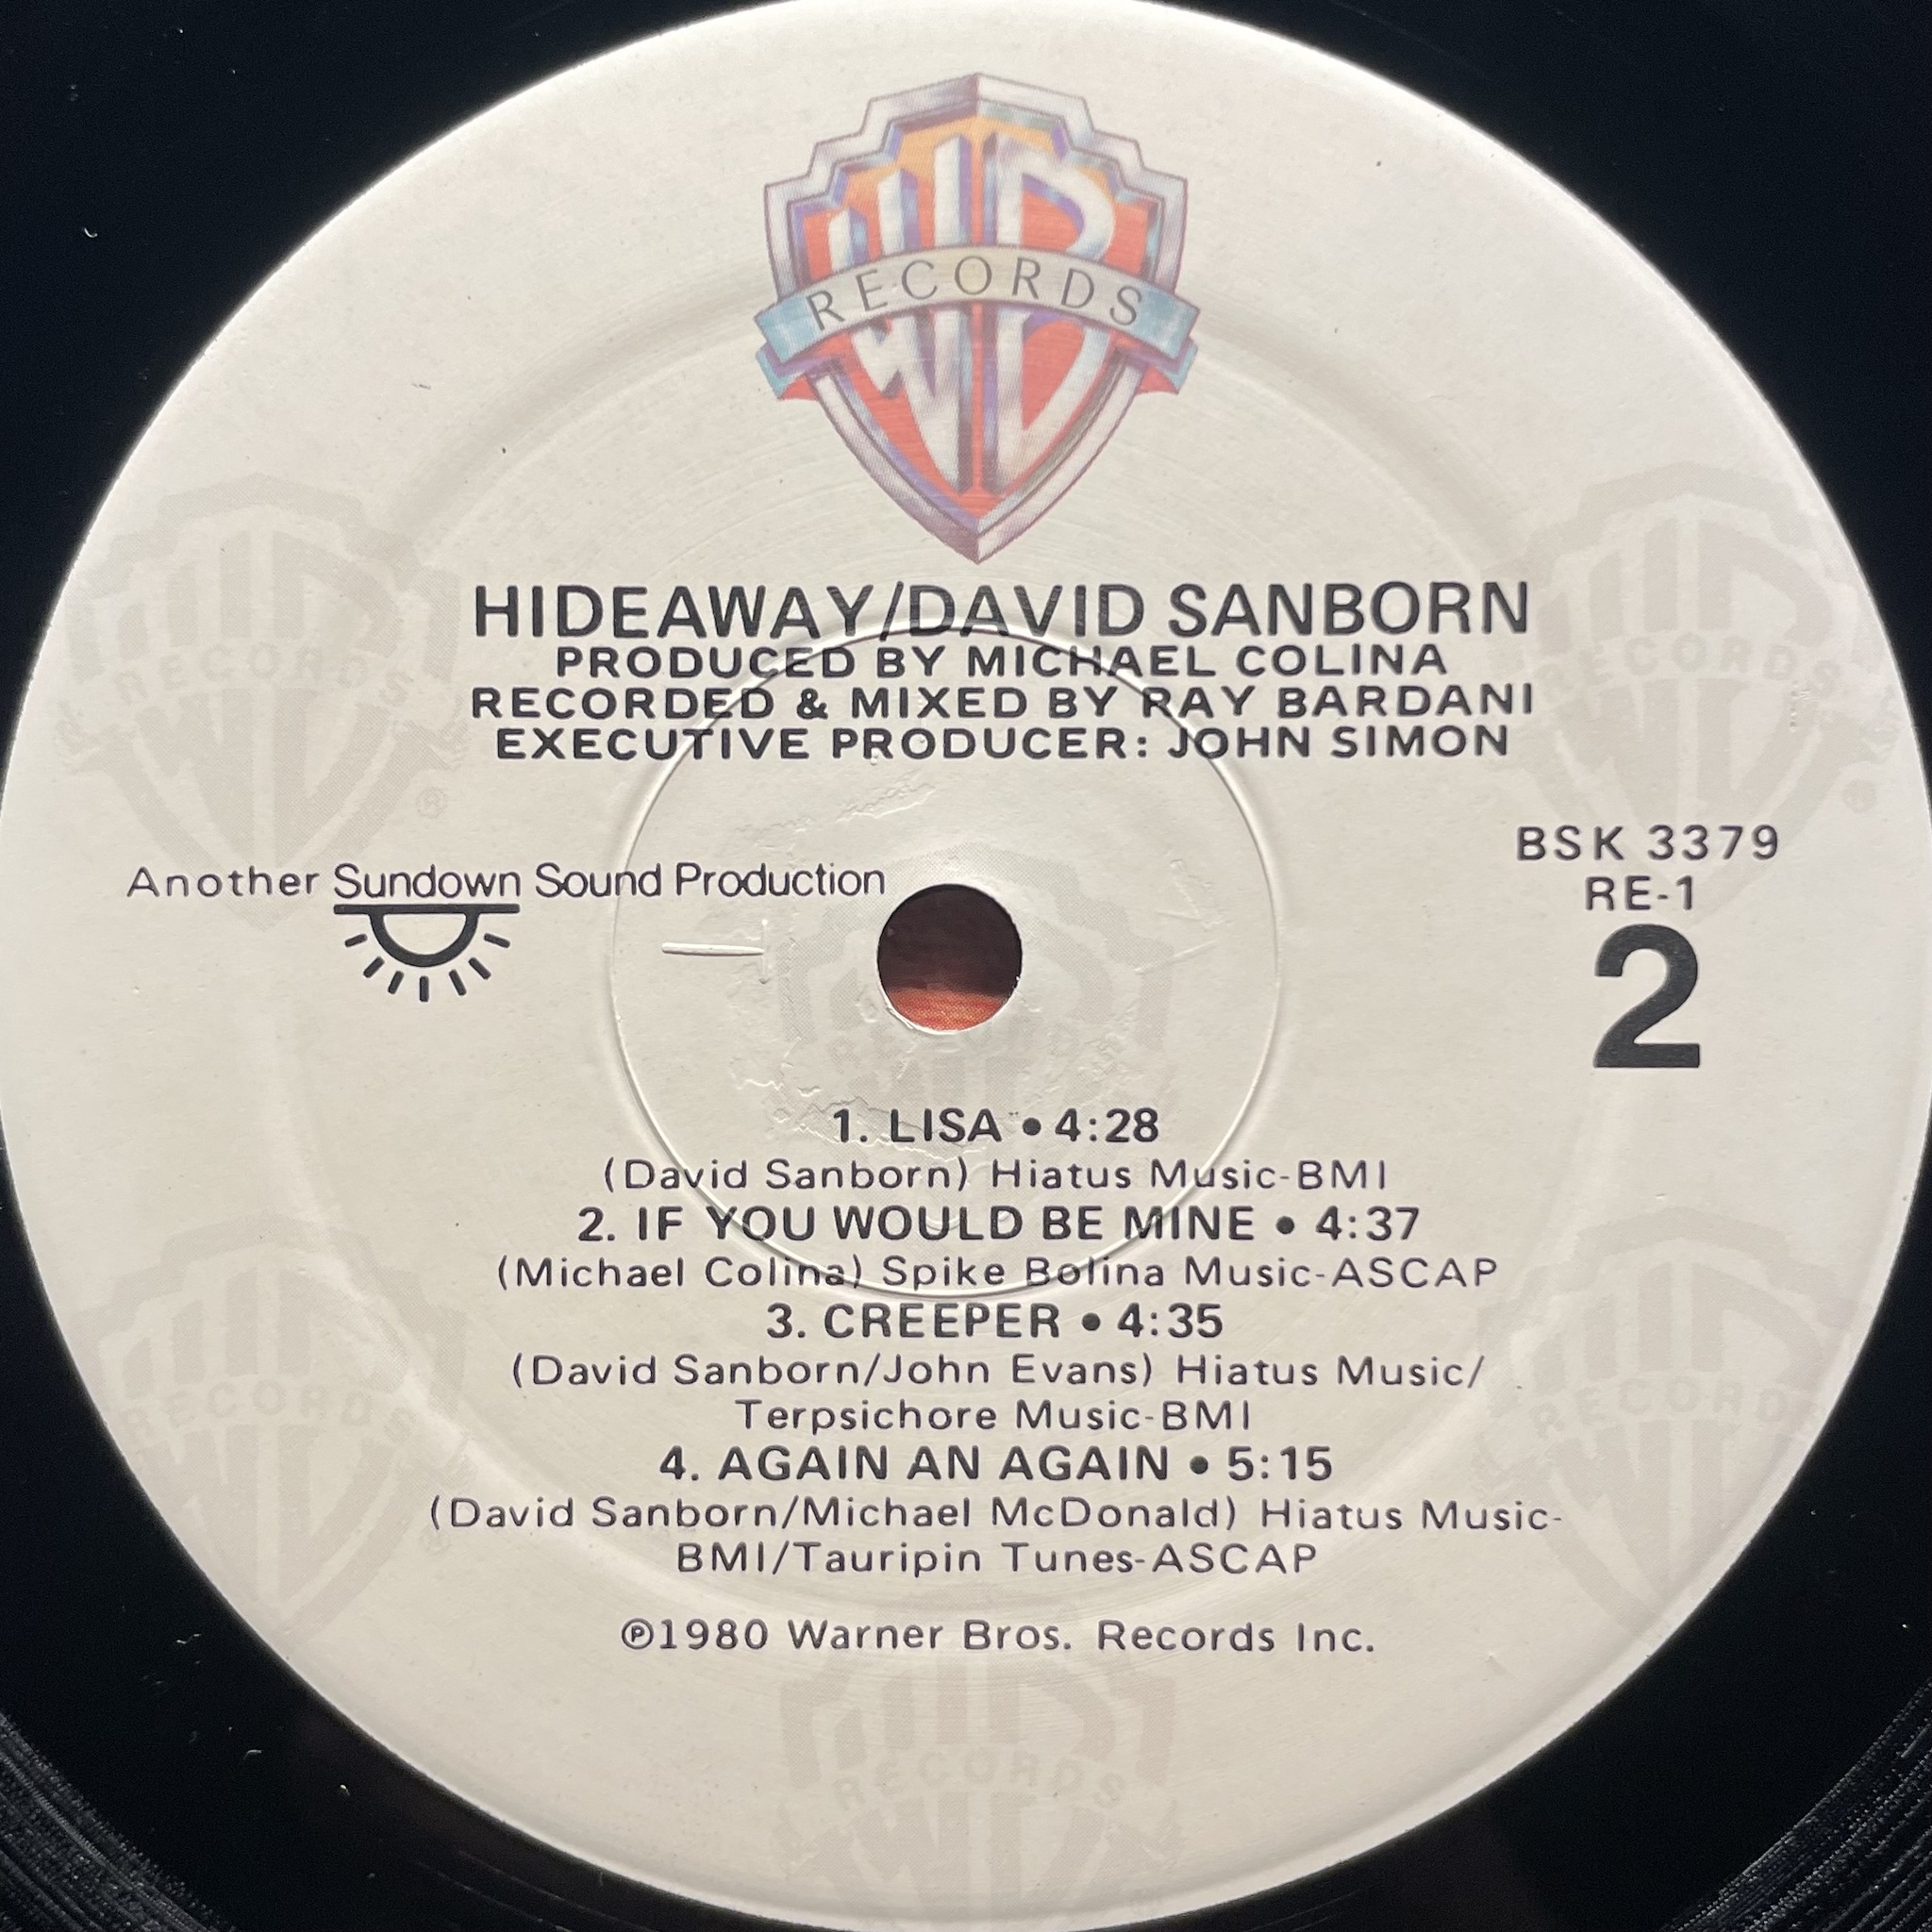 WB
RECORDS
HIDEAWAY/DAVID SANBORN
PRODUCED BY MICHAEL COLINA
RECORDED & MIXED BY RAY BARDANI
EXECUTIVE PRODUCER: JOHN SIMON
Another Sundown Sound Production
BSK 3379
RE-1
2
1. LISA • 4:28
(David Sanborn) Hiatus Music-BMI
2. IF YOU WOULD BE MINE • 4:37
(Michael Colina) Spike Bolina Music-ASCAP
3. CREEPER • 4:35
(David Sanborn/John Evans) Hiatus Music/
Terpsichore Music-BMI
4. AGAIN AN AGAIN • 5:15
(David Sanborn/Michael McDonald) Hiatus Music-
BMI/Tauripin Tunes-ASCAP
℗1980 Warner Bros. Records Inc.